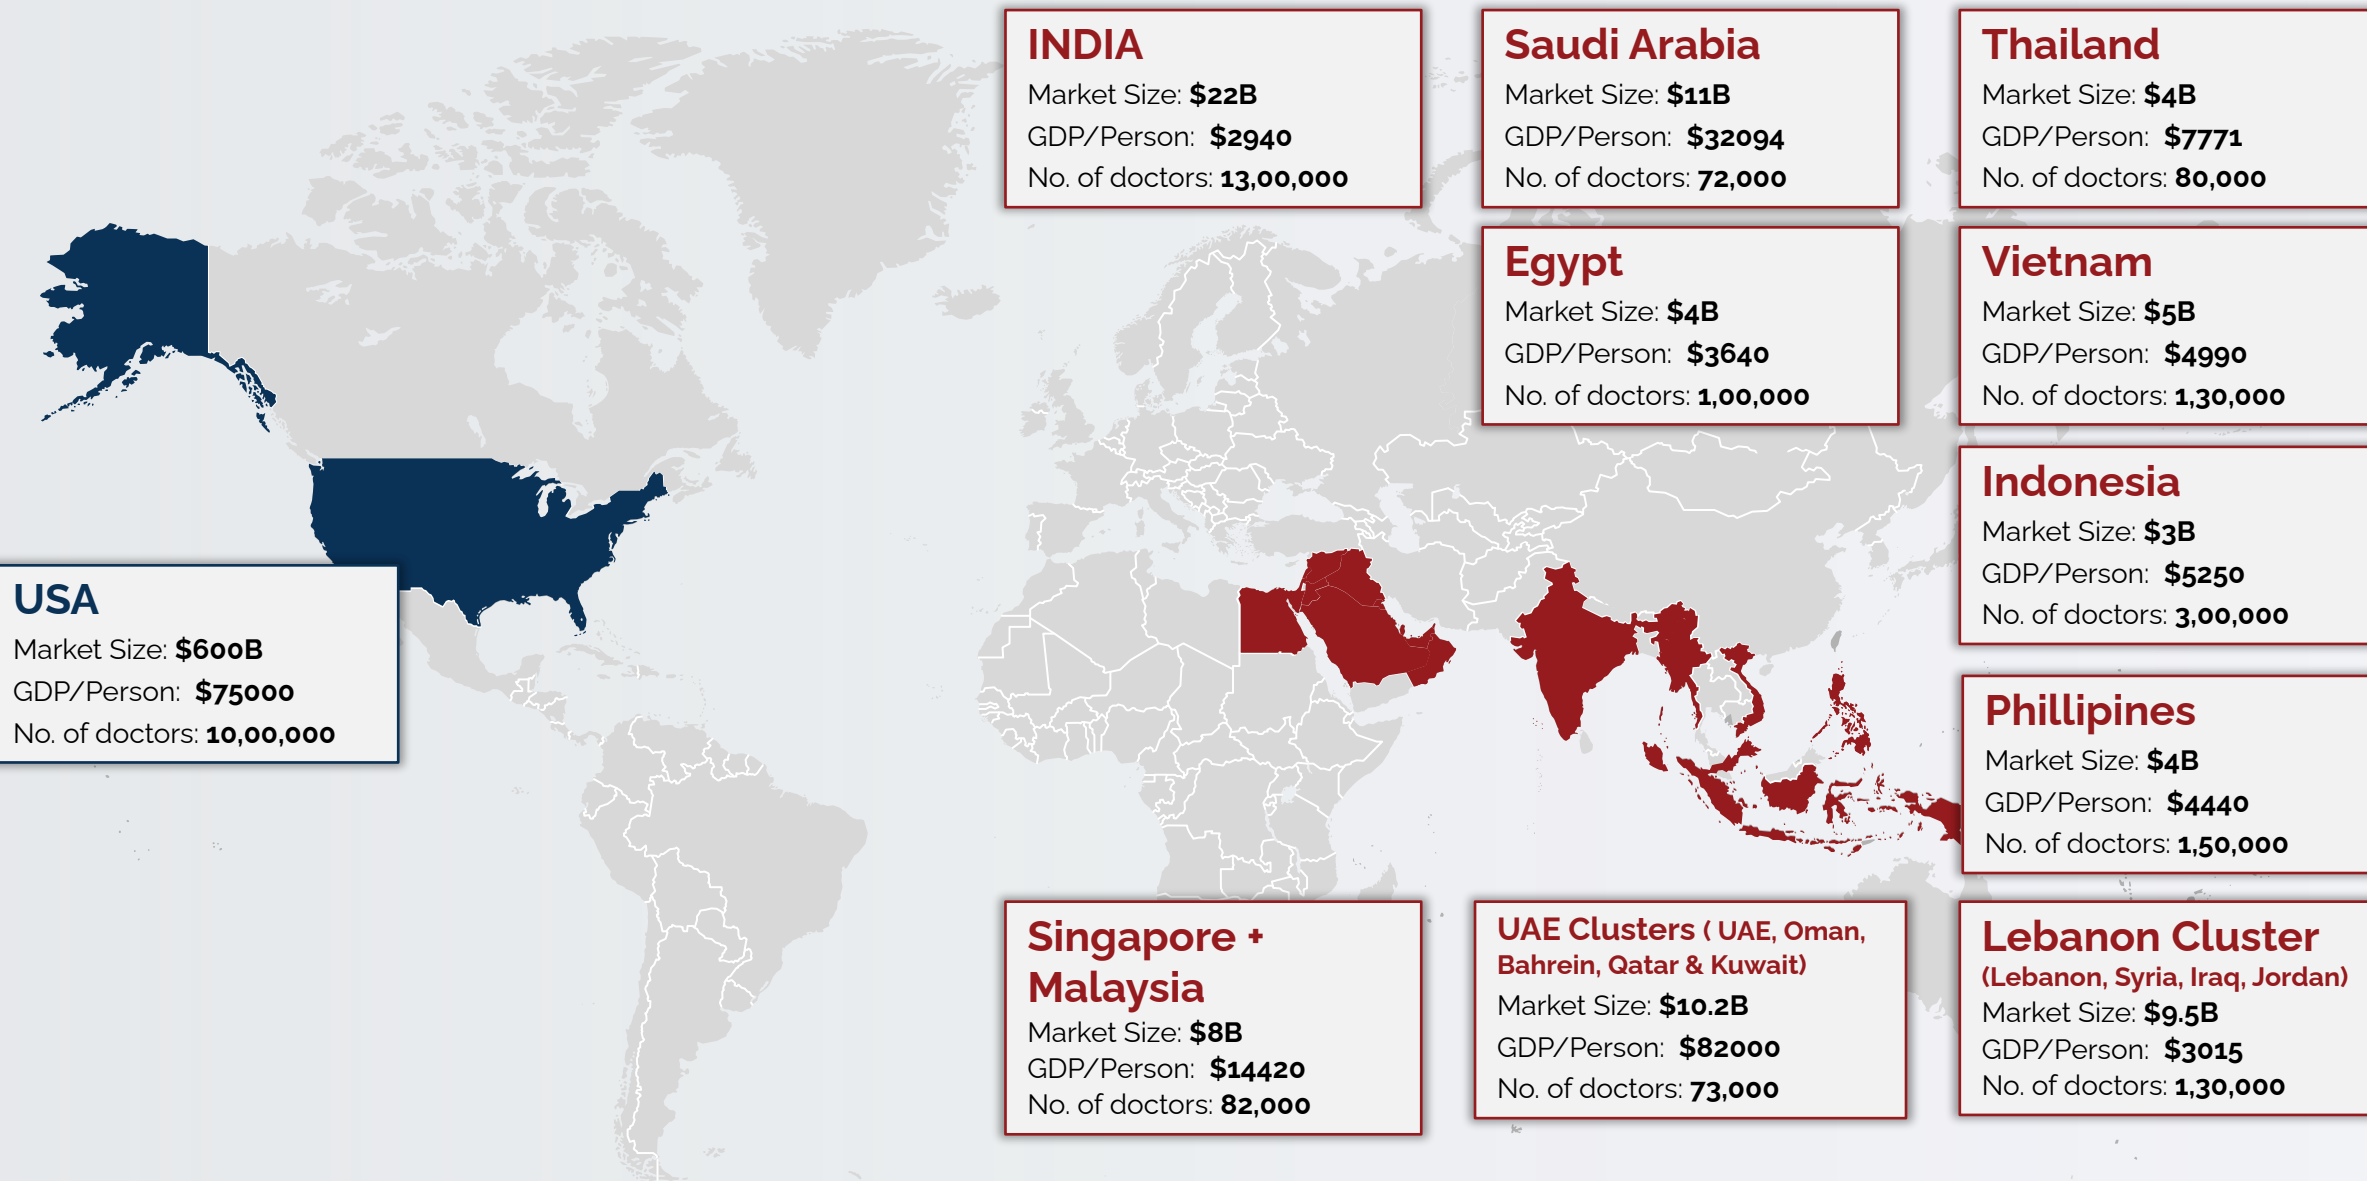 INDIA
Market Size: $22B
GDP/Person: $2940
No. of doctors: 13,00,000
Saudi Arabia
Market Size: $11B
GDP/Person: $32094
No. of doctors: 72,000
Thailand
Market Size: $4B
GDP/Person: $7771
No. of doctors: 80,000
Egypt
Market Size: $4B
GDP/Person: $3640
No. of doctors: 1,00,000
Vietnam
Market Size: $5B
GDP/Person: $4990
No. of doctors: 1,30,000
Indonesia
Market Size: $3B
GDP/Person: $5250
No. of doctors: 3,00,000
USA
Market Size: $600B
GDP/Person: $75000
No. of doctors: 10,00,000
Phillipines
Market Size: $4B
GDP/Person: $4440
No. of doctors: 1,50,000
Singapore +
Malaysia
Market Size: $8B
GDP/Person: $14420
No. of doctors: 82,000
UAE Clusters ( UAE, Oman,
Bahrein, Qatar & Kuwait)
Market Size: $10.2B
GDP/Person: $82000
No. of doctors: 73,000
Lebanon Cluster
(Lebanon, Syria, Iraq, Jordan)
Market Size: $9.5B
GDP/Person: $3015
No. of doctors: 1,30,000